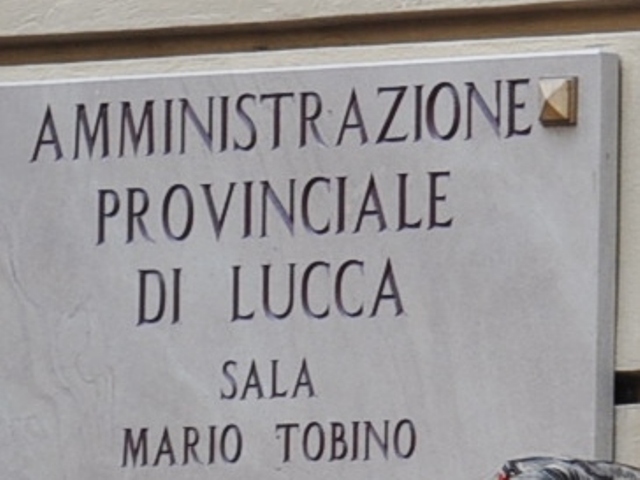 AMMINISTRAZIONE
PROVINCIALE
DI LUCCA
SALA
MARIO TOBINO